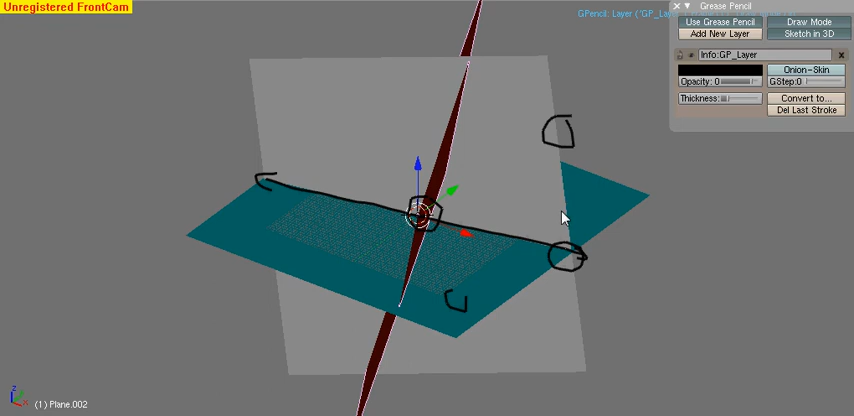 Unregistered FrontCam
GPencil: Layer ('GP_Lay
Grease Pencil
Use Grease Pencil
Draw Mode
Add New Layer
Sketch in 3D
Info:GP_Layer
Onion-Skin
Opacity: 0
GStep:0
Thickness:
Convert to...
Del Last Stroke
z
x
(1) Plane.002